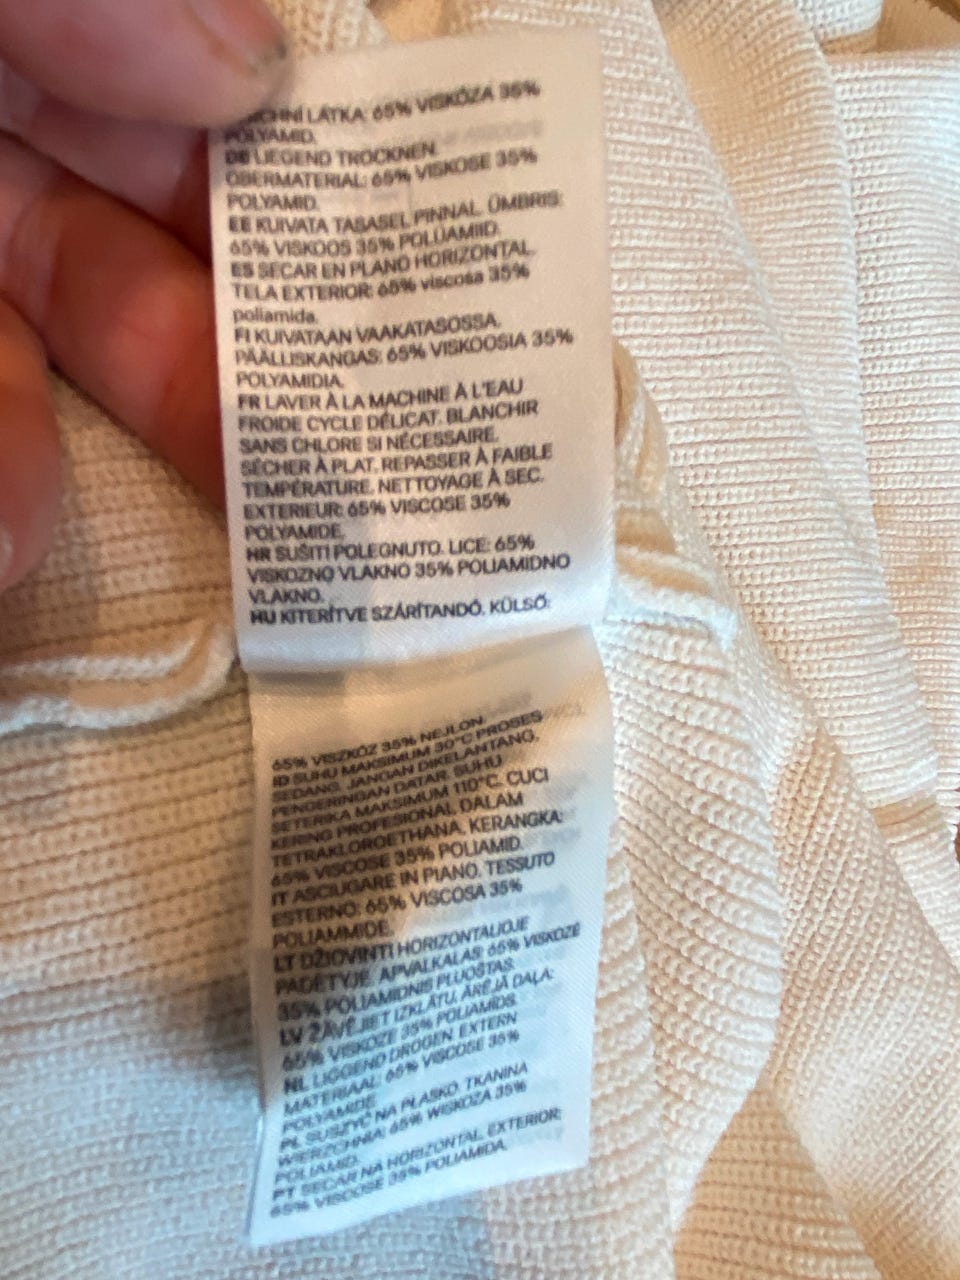 LÁTKA: 65% VISKÓZA 35%
POLYAMID.
DE LIEGEND TROCKNEN.
OBERMATERIAL: 65% VISKOSE 35%
POLYAMID.
EE KUIVATA TASASEL PINNAL. ÜMBRIS:
65% VISKOOS 35% POLÜAMIID.
ES SECAR EN PLANO HORIZONTAL.
TELA EXTERIOR: 65% viscosa 35%
poliamida.
FI KUIVATAAN VAAKATASOSSA.
PÄÄLLISKANGAS: 65% VISKOOSIA 35%
POLYAMIDIA.
FR LAVER À LA MACHINE À L'EAU
FROIDE CYCLE DÉLICAT. BLANCHIR
SANS CHLORE SI NÉCESSAIRE.
SÉCHER À PLAT. REPASSER À FAIBLE
TEMPÉRATURE. NETTOYAGE À SEC.
EXTERIEUR: 65% VISCOSE 35%
POLYAMIDE.
HR SUŠITI POLEGNUTO. LICE: 65%
VISKOZNO VLAKNO 35% POLIAMIDNO
VLAKNO.
HU KITERÍTVE SZÁRÍTANDÓ. KÜLSŐ:
65% VISZKÓZ 35% NEJLON.
ID SUHU MAKSIMUM 30°C PROSES
SEDANG. JANGAN DIKELANTANG.
PENGERINGAN DATAR. SUHU
SETERIKA MAKSIMUM 110°C. CUCI
KERING PROFESIONAL DALAM
TETRAKLOROETHANA. KERANGKA:
65% VISCOSE 35% POLIAMID.
IT ASCIUGARE IN PIANO. TESSUTO
ESTERNO: 65% VISCOSA 35%
POLIAMMIDE.
LT DŽIOVINTI HORIZONTALIOJE
PADĖTYJE. APVALKALAS: 65% VISKOZĖ
35% POLIAMIDINIS PLUOŠTAS.
LV ŽĀVĒJIET IZKLĀTU. ĀRĒJĀ DAĻA:
65% VISKOZE 35% POLIAMĪDS.
NL LIGGEND DROGEN. EXTERN
MATERIAAL: 65% VISCOSE 35%
POLYAMIDE.
PL SUSZYĆ NA PŁASKO. TKANINA
WIERZCHNIA: 65% WISKOZA 35%
POLIAMID.
PT SECAR NA HORIZONTAL. EXTERIOR:
65% VISCOSE 35% POLIAMIDA.